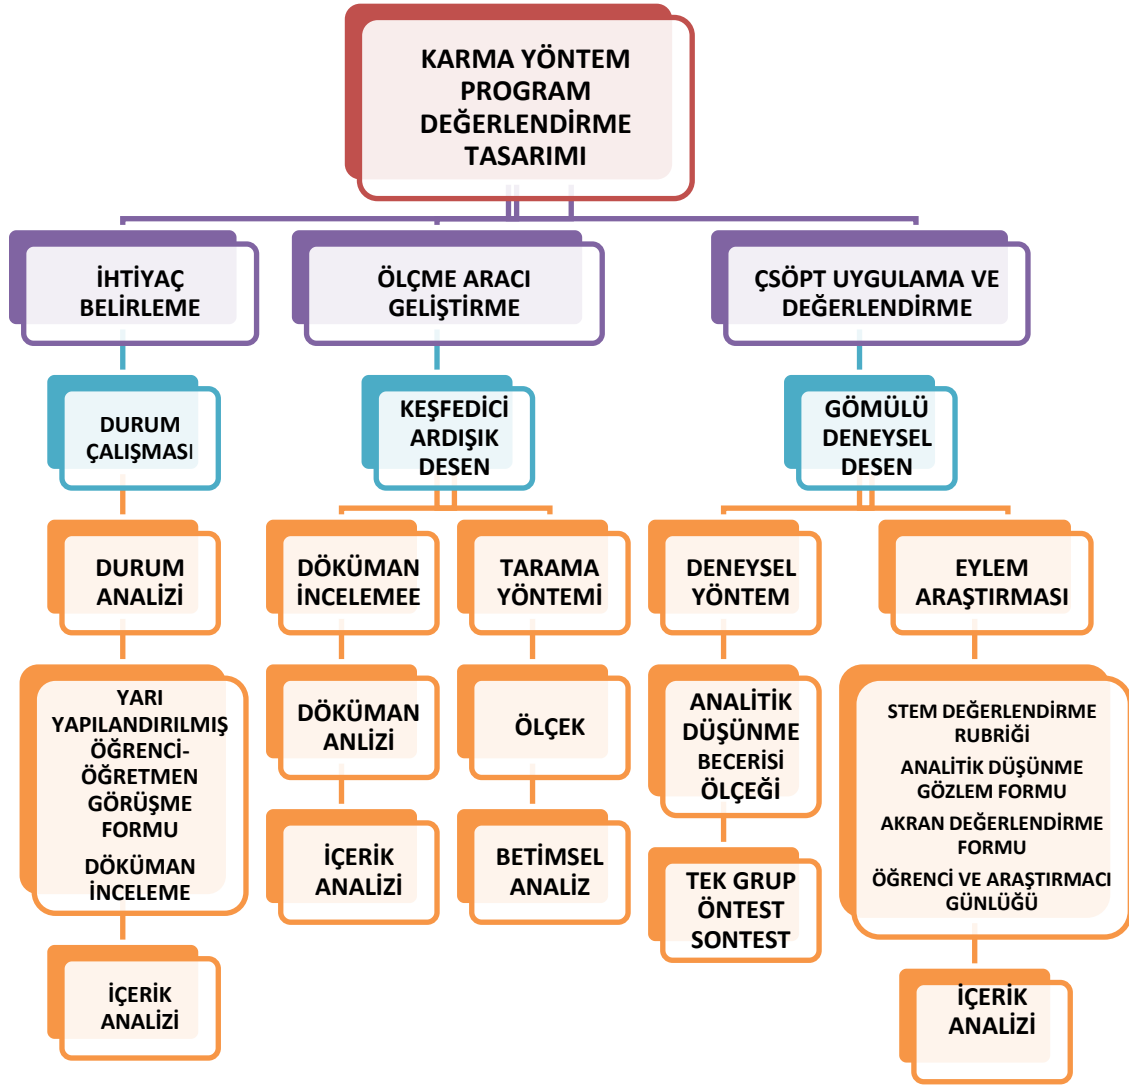 KARMA YÖNTEM
PROGRAM
DEĞERLENDİRME
TASARIMI
İHTİYAÇ
BELİRLEME
ÖLÇME ARACI
GELİŞTİRME
ÇSÖPT UYGULAMA VE
DEĞERLENDİRME
DURUM
ÇALIŞMASI
KEŞFEDİCİ
ARDIŞIK
DESEN
GÖMÜLÜ
DENEYSEL
DESEN
DURUM
ANALİZİ
DÖKÜMAN
İNCELEMEE
TARAMA
YÖNTEMİ
DENEYSEL
YÖNTEM
EYLEM
ARAŞTIRMASI
YARI
YAPILANDIRILMIŞ
ÖĞRENCİ-
ÖĞRETMEN
GÖRÜŞME
FORMU
DÖKÜMAN
İNCELEME
DÖKÜMAN
ANLİZİ
ÖLÇEK
ANALİTİK
DÜŞÜNME
BECERİSİ
ÖLÇEĞİ
STEM DEĞERLENDİRME
RUBRİĞİ
ANALİTİK DÜŞÜNME
GÖZLEM FORMU
AKRAN DEĞERLENDİRME
FORMU
ÖĞRENCİ VE ARAŞTIRMACI
GÜNLÜĞÜ
İÇERİK
ANALİZİ
İÇERİK
ANALİZİ
BETİMSEL
ANALİZ
TEK GRUP
ÖNTEST
SONTEST
İÇERİK
ANALİZİ